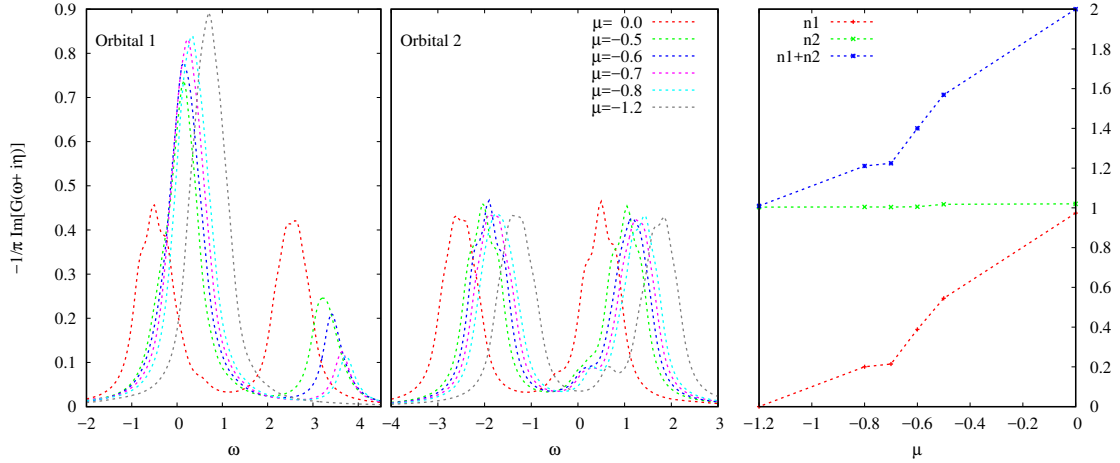 −1/π Im[G(ω+ iη)]
0.9
0.8
0.7
0.6
0.5
0.4
0.3
0.2
0.1
0
Orbital 1
−2 −1 0 1 2 3 4
ω
Orbital 2
μ= 0.0
μ=−0.5
μ=−0.6
μ=−0.7
μ=−0.8
μ=−1.2
−4 −3 −2 −1 0 1 2 3
ω
n1
n2
n1+n2
2
1.8
1.6
1.4
1.2
1
0.8
0.6
0.4
0.2
0
−1.2 −1 −0.8 −0.6 −0.4 −0.2 0
μ